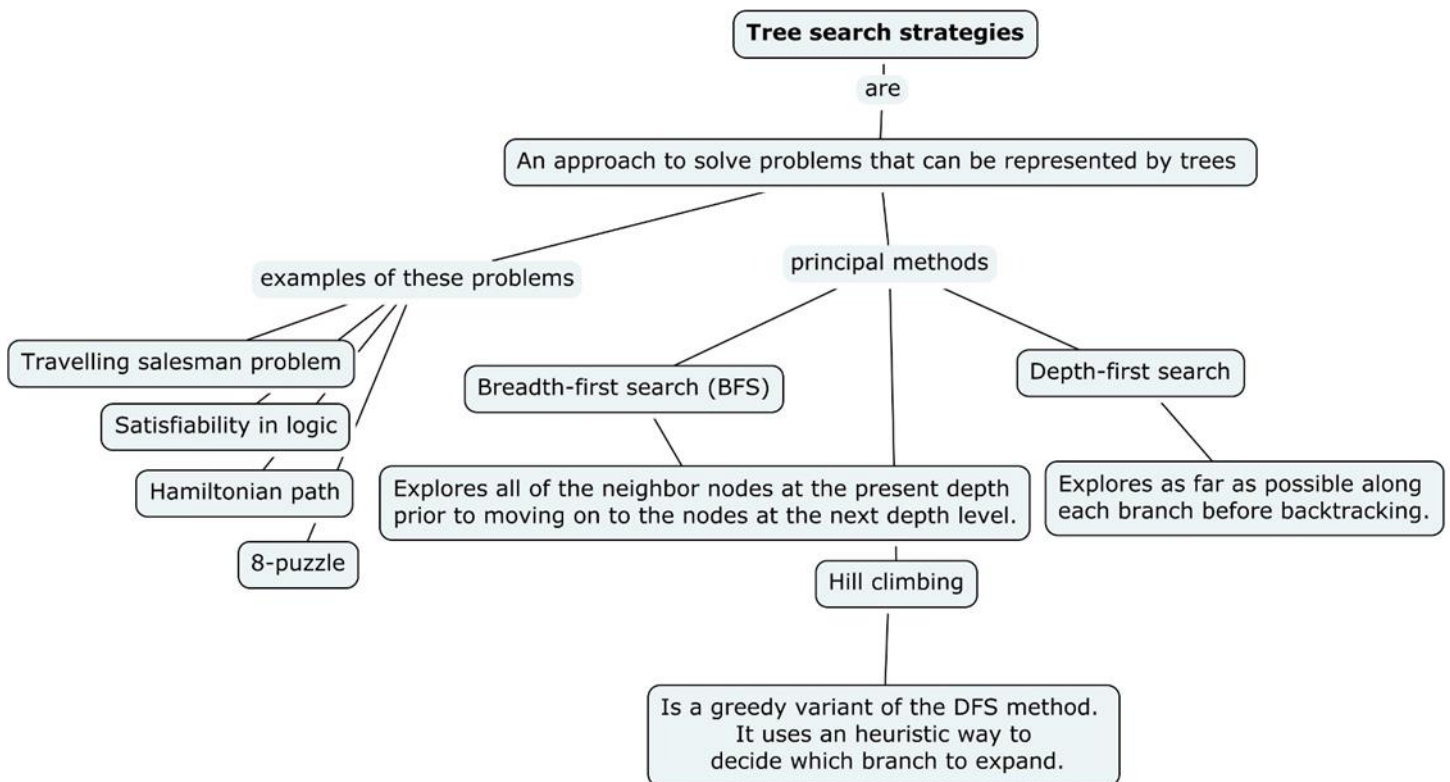 Tree search strategies
are
An approach to solve problems that can be represented by trees
examples of these problems
principal methods
Travelling salesman problem
Satisfiability in logic
Hamiltonian path
8-puzzle
Breadth-first search (BFS)
Explores all of the neighbor nodes at the present depth
prior to moving on to the nodes at the next depth level.
Hill climbing
Is a greedy variant of the DFS method.
It uses an heuristic way to
decide which branch to expand.
Depth-first search
Explores as far as possible along
each branch before backtracking.